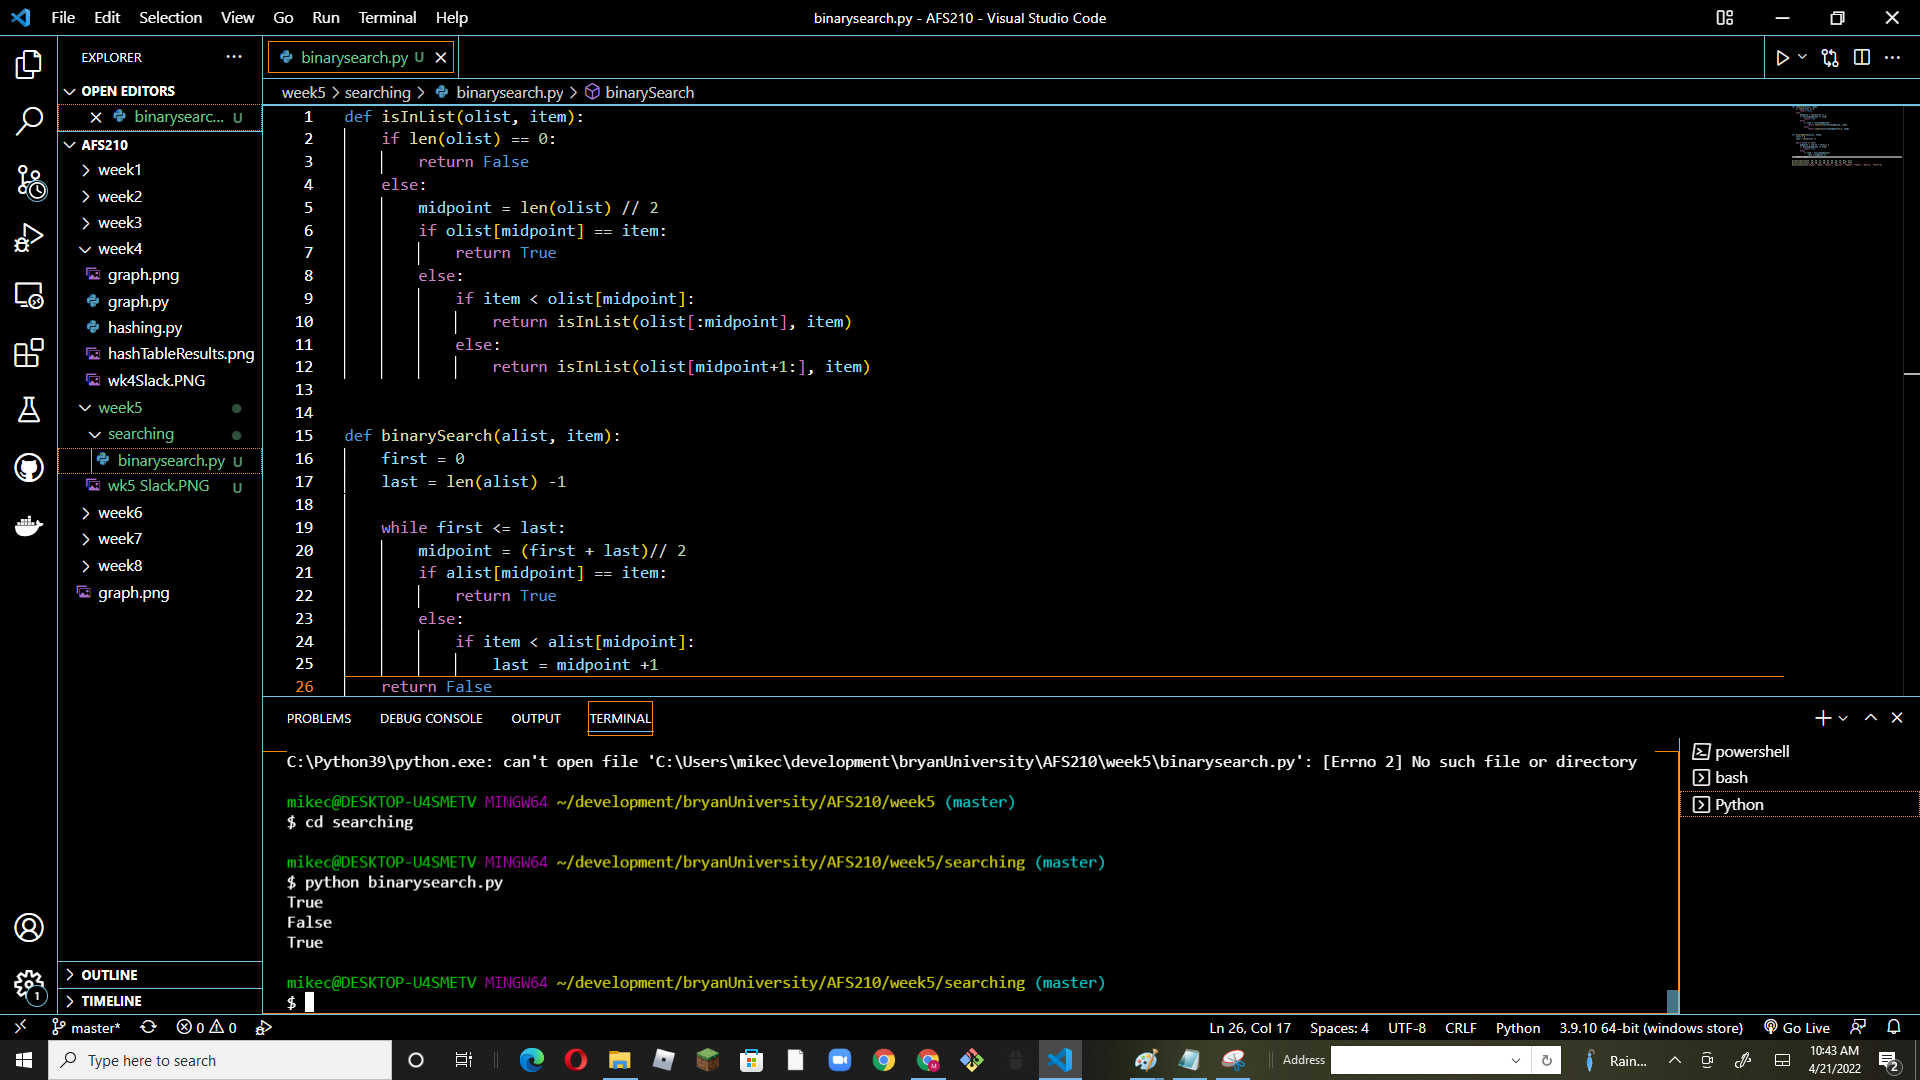 File Edit Selection View Go Run Terminal Help
binarysearch.py - AFS210 - Visual Studio Code
EXPLORER
OPEN EDITORS
binarysearc... U
AFS210
week1
week2
week3
week4
graph.png
graph.py
hashing.py
hashTableResults.png
wk4Slack.PNG
week5
searching
binarysearch.py U
wk5 Slack.PNG U
week6
week7
week8
graph.png
OUTLINE
TIMELINE
1
binarysearch.py U
week5 > searching > binarysearch.py > binarySearch
1 def isInList(olist, item):
2 if len(olist) == 0:
3 return False
4 else:
5 midpoint = len(olist) // 2
6 if olist[midpoint] == item:
7 return True
8 else:
9 if item < olist[midpoint]:
10 return isInList(olist[:midpoint], item)
11 else:
12 return isInList(olist[midpoint+1:], item)
13
14
15 def binarySearch(alist, item):
16 first = 0
17 last = len(alist) -1
18
19 while first <= last:
20 midpoint = (first + last)// 2
21 if alist[midpoint] == item:
22 return True
23 else:
24 if item < alist[midpoint]:
25 last = midpoint +1
26 return False
PROBLEMS DEBUG CONSOLE OUTPUT TERMINAL
C:\Python39\python.exe: can't open file 'C:\Users\mikec\development\bryanUniversity\AFS210\week5\binarysearch.py': [Errno 2] No such file or directory
mikec@DESKTOP-U4SMETV MINGW64 ~/development/bryanUniversity/AFS210/week5 (master)
$ cd searching
mikec@DESKTOP-U4SMETV MINGW64 ~/development/bryanUniversity/AFS210/week5/searching (master)
$ python binarysearch.py
True
False
True
mikec@DESKTOP-U4SMETV MINGW64 ~/development/bryanUniversity/AFS210/week5/searching (master)
$
powershell
bash
Python
master* 0 0
Ln 26, Col 17 Spaces: 4 UTF-8 CRLF Python 3.9.10 64-bit (windows store) Go Live
Type here to search
Address
Rain...
10:43 AM
4/21/2022
2